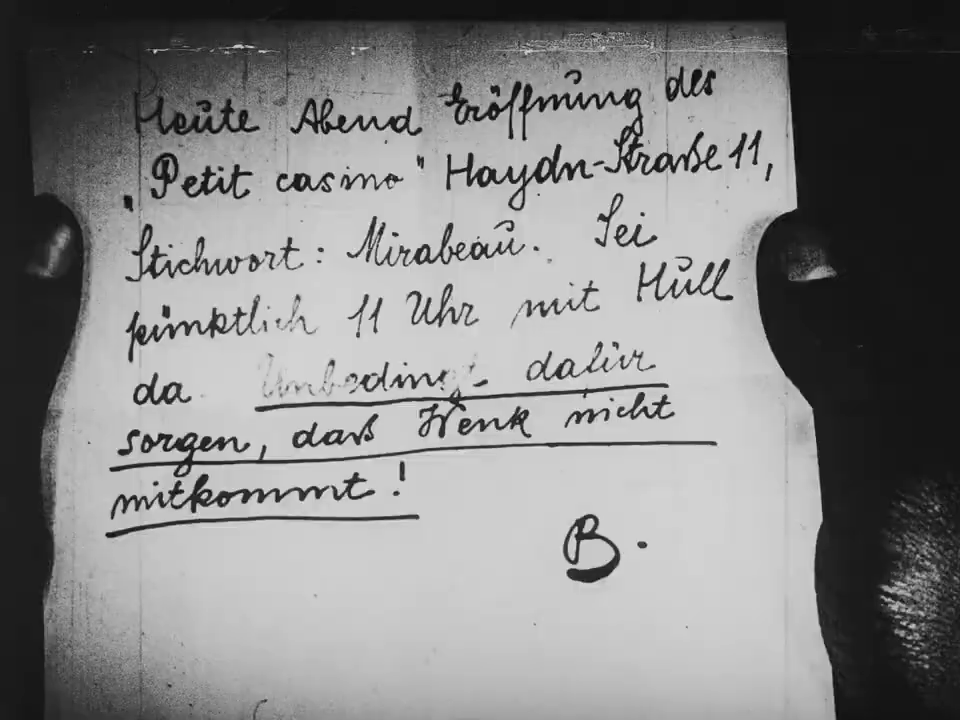 Heute Abend Eröffnung des
„Petit casino" Haydn-Straße 11,
Stichwort: Mirabeau. Sei
pünktlich 11 Uhr mit Hull
da. Unbedingt dafür
sorgen, daß Wenk nicht
mitkommt!
B.